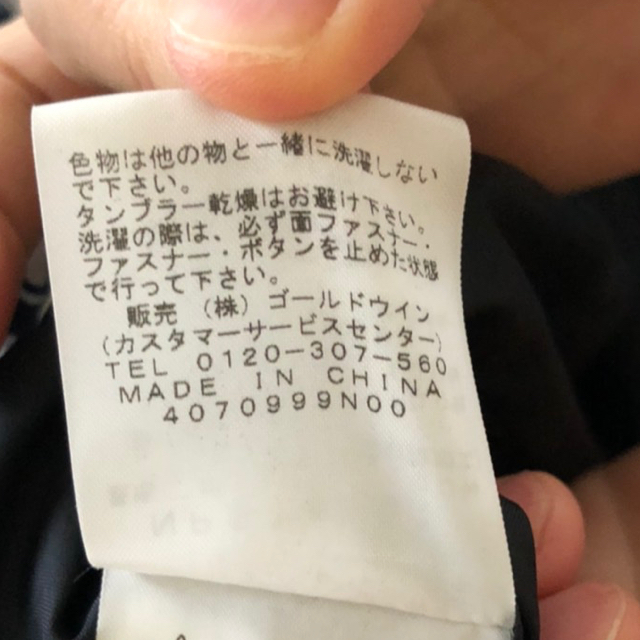 色物は他の物と一緒に洗濯しない
で下さい。
タンブラー乾燥はお避け下さい。
洗濯の際は、必ず面ファスナー・
ファスナー・ボタンを止めた状態
で行って下さい。
販売 (株) ゴールドウイン
(カスタマーサービスセンター)
TEL 0120-307-560
MADE IN CHINA
4070999N00